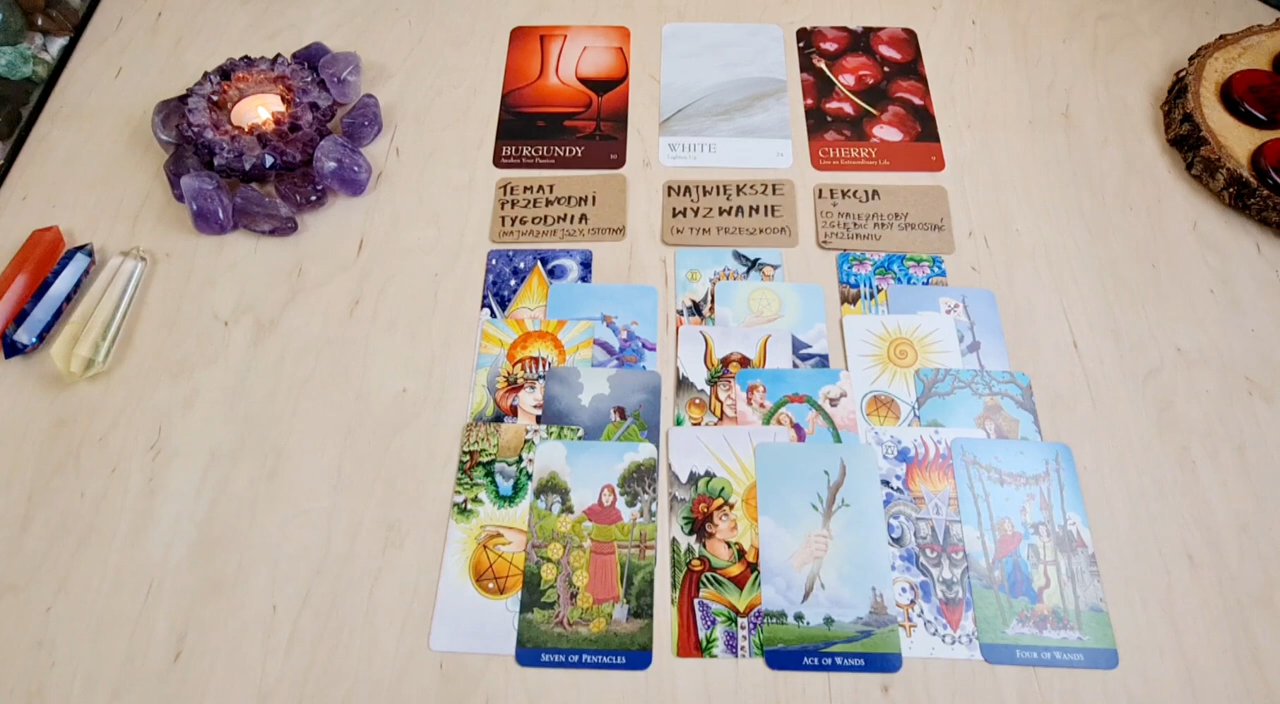 BURGUNDY
Awaken Your Passion 10
WHITE
Lighten Up
CHERRY
Live an Extraordinary Life 9
TEMAT
PRZEWODNI
TYGODNIA
(NAJWAŻNIEJSZY, ISTOTNY)
NAJWIĘKSZE
WYZWANIE
(W TYM PRZESZKODA)
LEKCJA
CO NALEŻAŁOBY
ZGŁĘBIĆ ABY SPROSTAĆ
WYZWANIU
SEVEN OF PENTACLES
ACE OF WANDS
FOUR OF WANDS